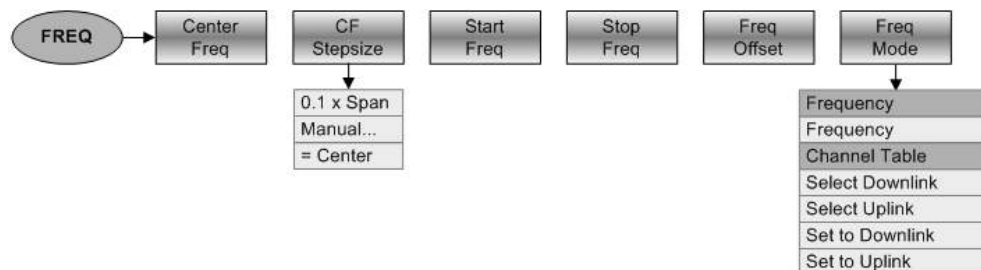 FREQ
Center
Freq
CF
Stepsize
Start
Freq
Stop
Freq
Freq
Offset
Freq
Mode
0.1 x Span
Manual...
= Center
Frequency
Frequency
Channel Table
Select Downlink
Select Uplink
Set to Downlink
Set to Uplink